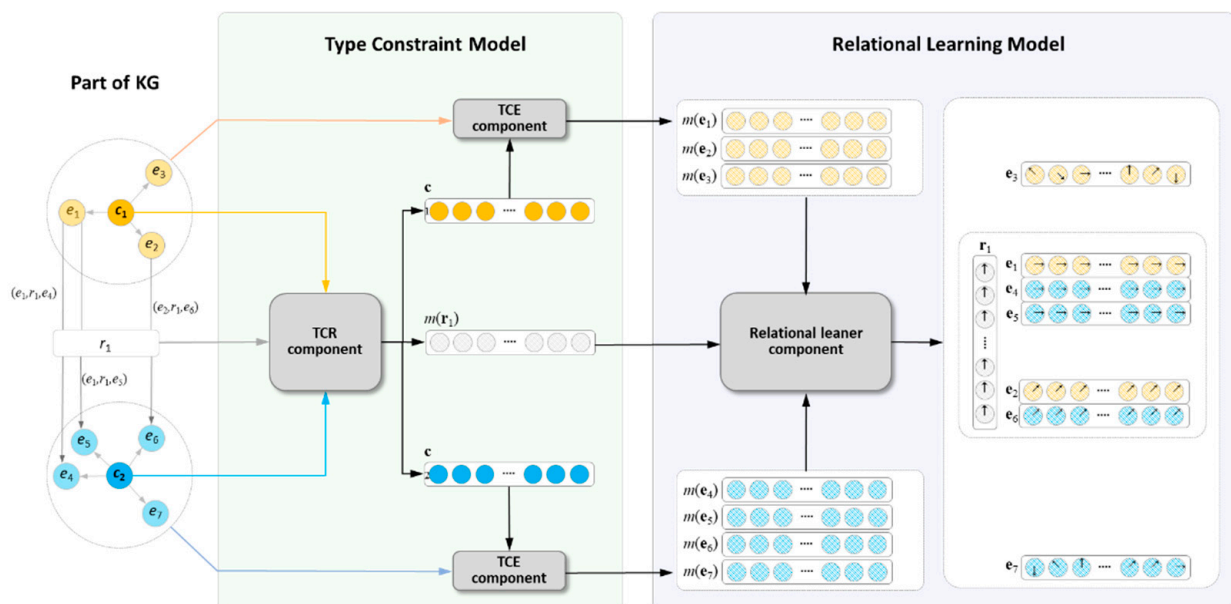 Type Constraint Model
Relational Learning Model
Part of KG
TCE
component
m(e₁)
m(e₂)
m(e₃)
e₃
e₁
c₁
e₂
c
1
....
e₃
(e₁,r₁,e₄)
(e₂,r₁,e₆)
r₁
TCR
component
m(r₁)
....
Relational leaner
component
r₁
e₁
e₄
e₅
e₂
e₆
(e₁,r₁,e₅)
e₅
e₆
e₄
c₂
e₇
c
2
....
TCE
component
m(e₄)
m(e₅)
m(e₆)
m(e₇)
e₇